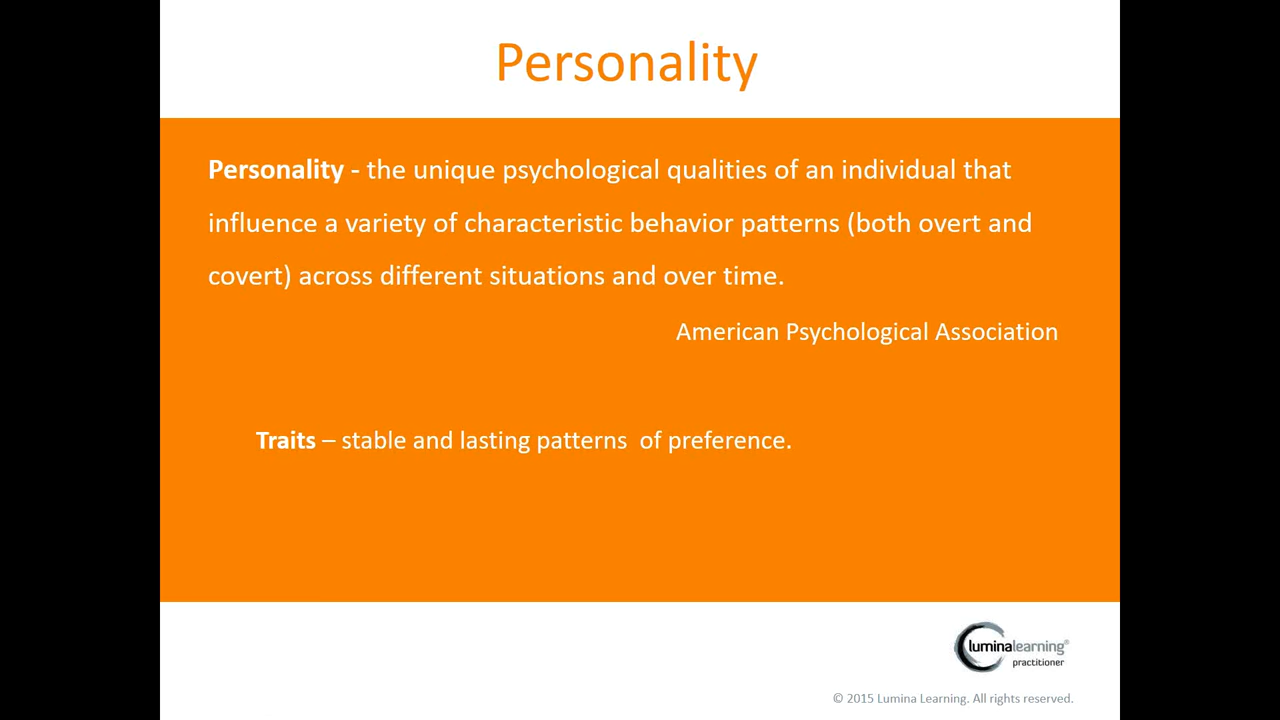 Personality
Personality - the unique psychological qualities of an individual that
influence a variety of characteristic behavior patterns (both overt and
covert) across different situations and over time.
American Psychological Association
Traits – stable and lasting patterns  of preference.
luminalearning®
practitioner
© 2015 Lumina Learning. All rights reserved.